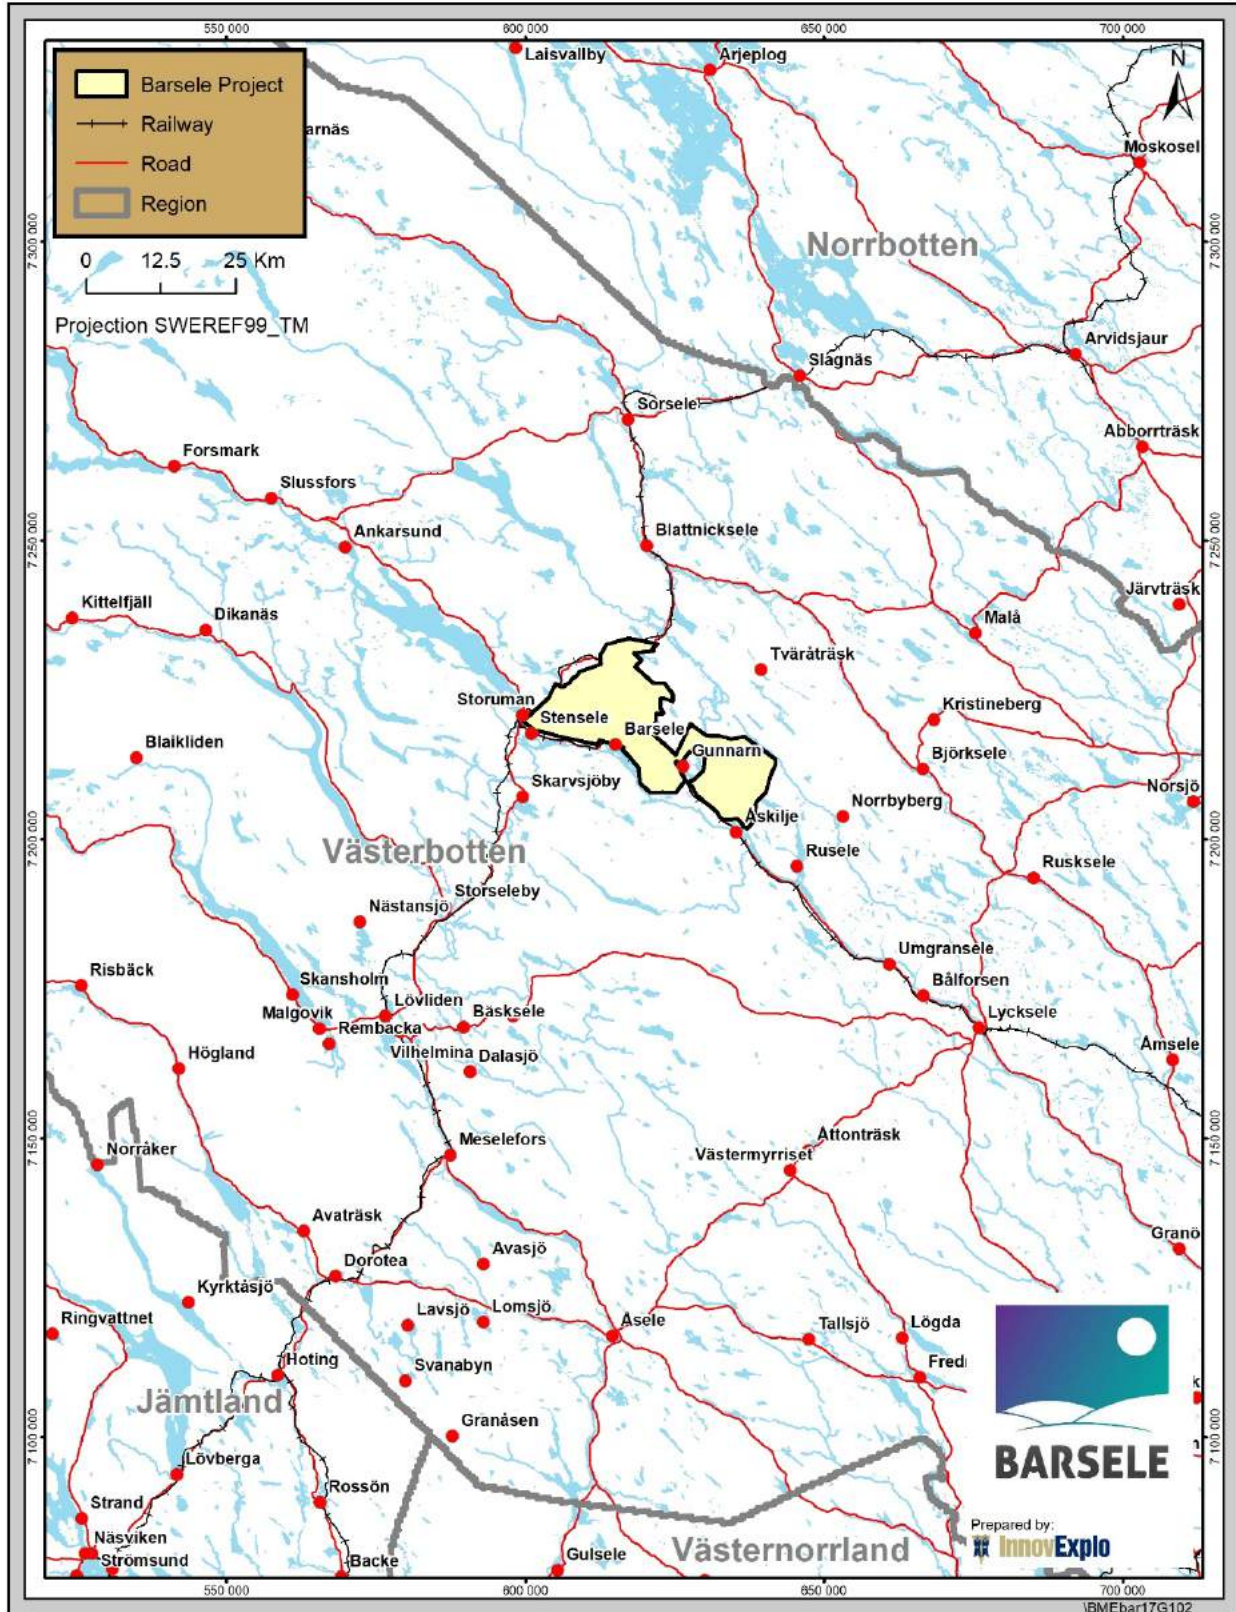 550 000
600 000
650 000
700 000
Laisvallby
Arjeplog
N
Barsele Project
Railway
Road
Region
arnäs
Moskosel
7 300 000
0 12.5 25 Km
Projection SWEREF99_TM
Norrbotten
7 300 000
Slagnäs
Arvidsjaur
Sorsele
Abborrträsk
Forsmark
Slussfors
Ankarsund
Blattnicksele
7 250 000
7 250 000
Järvträsk
Kittelfjäll
Dikanäs
Malå
Tväråträsk
Storuman
Stensele
Barsele
Kristineberg
Blaikliden
Gunnarn
Björksele
Skarvsjöby
Norsjö
Norrbyberg
Åskilje
7 200 000
Västerbotten
Rusele
Rusksele
7 200 000
Storseleby
Nästansjö
Umgransele
Risbäck
Skansholm
Bålforsen
Malgovik
Lövliden
Bäsksele
Lycksele
Rembacka
Vilhelmina
Dalasjö
Åmsele
Högland
7 150 000
Norråker
Meselefors
Åttonträsk
Västermyrriset
7 150 000
Avaträsk
Granö
Dorotea
Avasjö
Kyrktåsjö
Ringvattnet
Lavsjö
Lomsjö
Åsele
Tallsjö
Lögda
Hoting
Svanabyn
Fredr
k
Jämtland
7 100 000
Granåsen
n
7 100 000
BARSELE
Lövberga
Rossön
Strand
Näsviken
Strömsund
Backe
Gulsele
Västernorrland
Prepared by:
InnovExplo
550 000
600 000
650 000
700 000
\BMEbar17G102